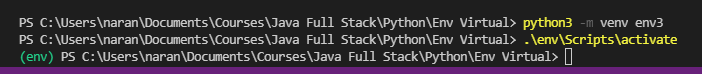 PS C:\Users\naran\Documents\Courses\Java Full Stack\Python\Env Virtual> python3 -m venv env3
PS C:\Users\naran\Documents\Courses\Java Full Stack\Python\Env Virtual> .\env\Scripts\activate
(env) PS C:\Users\naran\Documents\Courses\Java Full Stack\Python\Env Virtual>